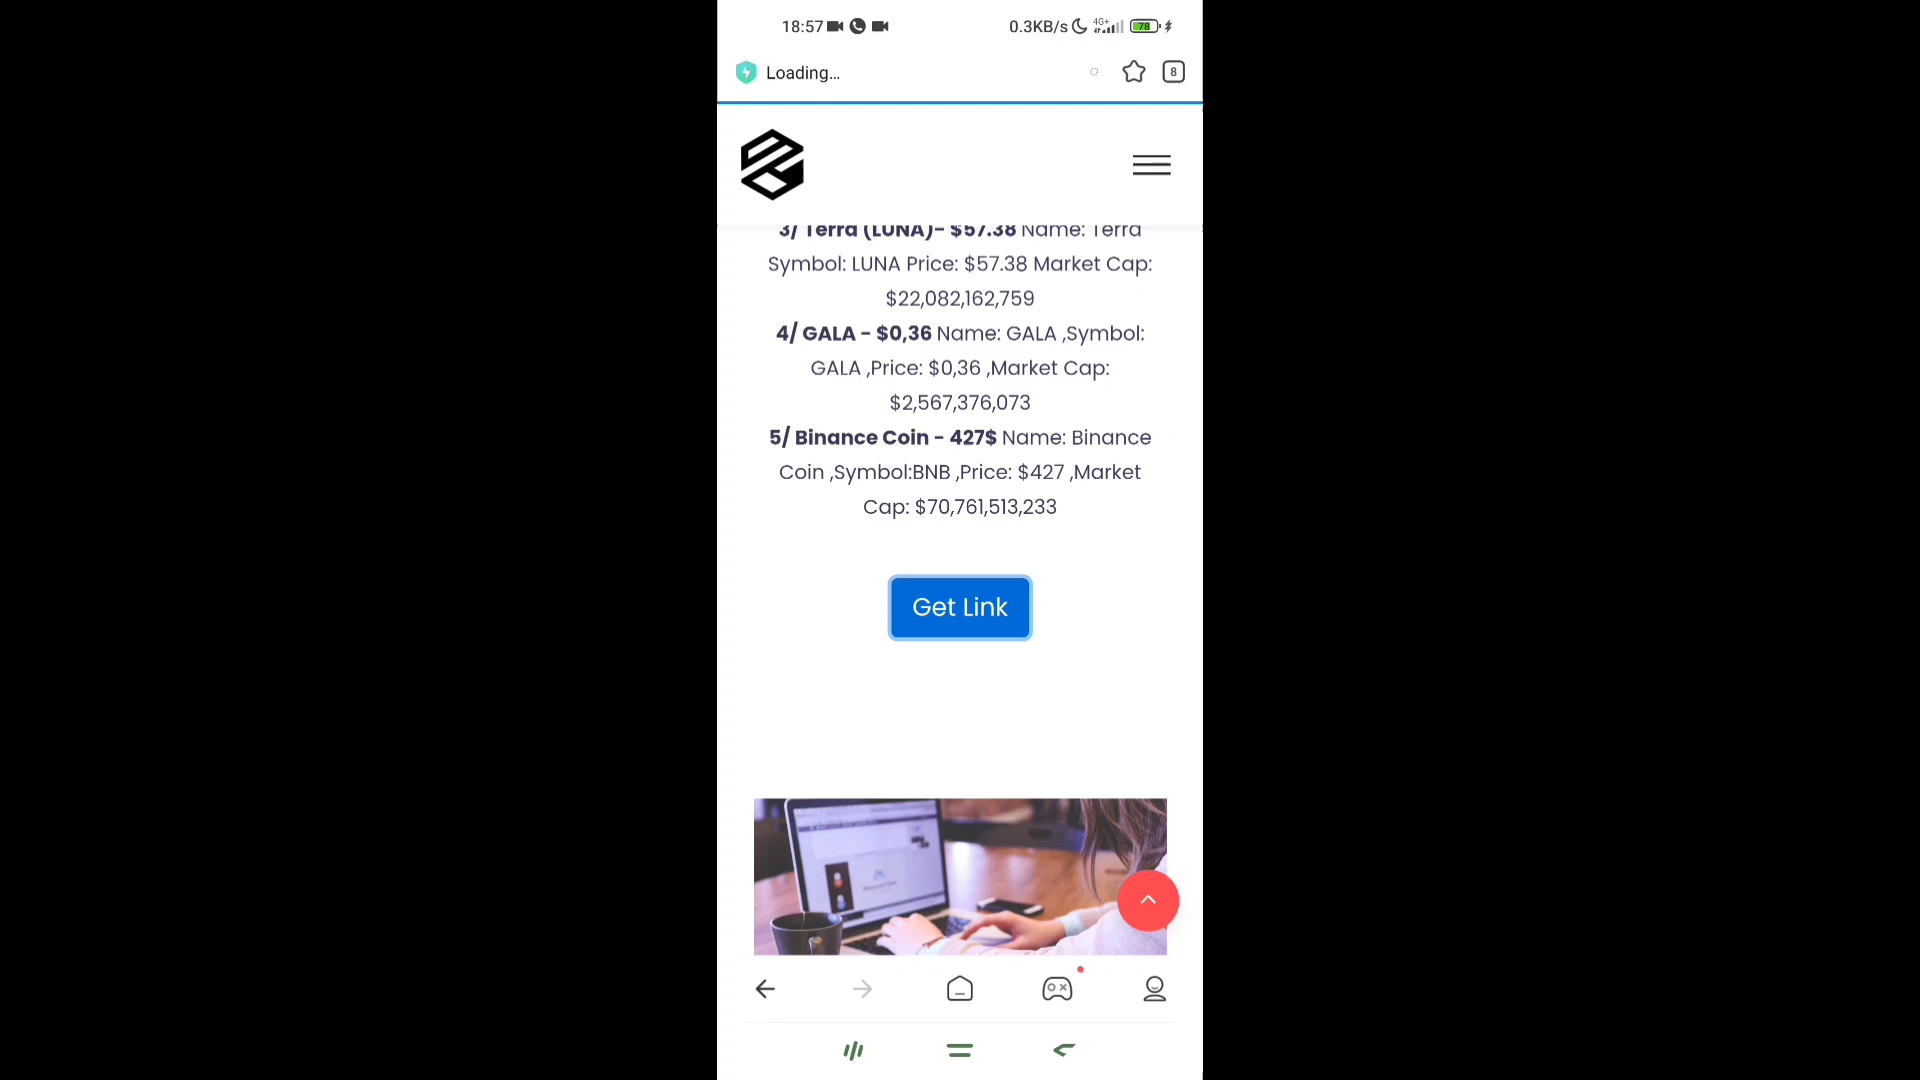 18:57 0.3KB/s 4G+ 78
Loading... 8
3/ Terra (LUNA)- $57.38 Name: Terra
Symbol: LUNA Price: $57.38 Market Cap:
$22,082,162,759
4/ GALA - $0,36 Name: GALA ,Symbol:
GALA ,Price: $0,36 ,Market Cap:
$2,567,376,073
5/ Binance Coin - 427$ Name: Binance
Coin ,Symbol:BNB ,Price: $427 ,Market
Cap: $70,761,513,233
Get Link